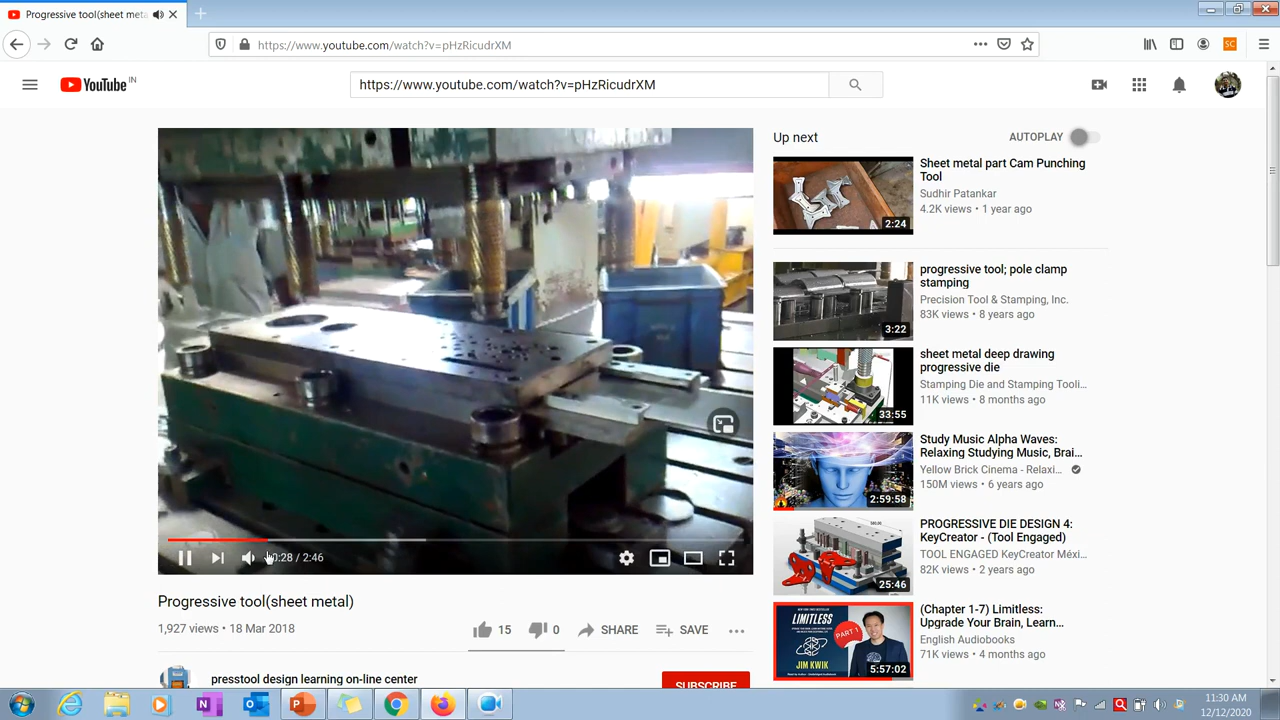 Progressive tool(sheet meta
https://www.youtube.com/watch?v=pHzRicudrXM
SC
YouTube IN
https://www.youtube.com/watch?v=pHzRicudrXM
Up next
AUTOPLAY
Sheet metal part Cam Punching
Tool
Sudhir Patankar
4.2K views • 1 year ago
2:24
progressive tool; pole clamp
stamping
Precision Tool & Stamping, Inc.
83K views • 8 years ago
3:22
sheet metal deep drawing
progressive die
Stamping Die and Stamping Tooli...
11K views • 8 months ago
33:55
Study Music Alpha Waves:
Relaxing Studying Music, Brai...
Yellow Brick Cinema - Relaxi...
150M views • 6 years ago
2:59:58
PROGRESSIVE DIE DESIGN 4:
KeyCreator - (Tool Engaged)
TOOL ENGAGED KeyCreator Méxi...
82K views • 2 years ago
25:46
(Chapter 1-7) Limitless:
Upgrade Your Brain, Learn...
English Audiobooks
71K views • 4 months ago
LIMITLESS
PART 1
JIM KWIK
5:57:02
0:28 / 2:46
Progressive tool(sheet metal)
1,927 views • 18 Mar 2018
15
0
SHARE
SAVE
presstool design learning on-line center
SUBSCRIBE
11:30 AM
12/12/2020